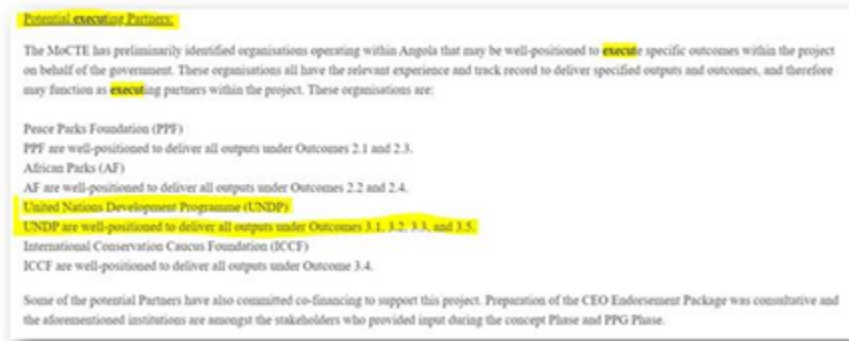 Potential executing Partners:
The MoCTE has preliminarily identified organisations operating within Angola that may be well-positioned to execute specific outcomes within the project
on behalf of the government. These organisations all have the relevant experience and track record to deliver specified outputs and outcomes, and therefore
may function as executing partners within the project. These organisations are:
Peace Parks Foundation (PPF)
PPF are well-positioned to deliver all outputs under Outcomes 2.1 and 2.3.
African Parks (AF)
AF are well-positioned to deliver all outputs under Outcomes 2.2 and 2.4.
United Nations Development Programme (UNDP)
UNDP are well-positioned to deliver all outputs under Outcomes 3.1, 3.2, 3.3, and 3.5.
International Conservation Caucus Foundation (ICCF)
ICCF are well-positioned to deliver all outputs under Outcome 3.4.
Some of the potential Partners have also committed co-financing to support this project. Preparation of the CEO Endorsement Package was consultative and
the aforementioned institutions are amongst the stakeholders who provided input during the concept Phase and PPG Phase.